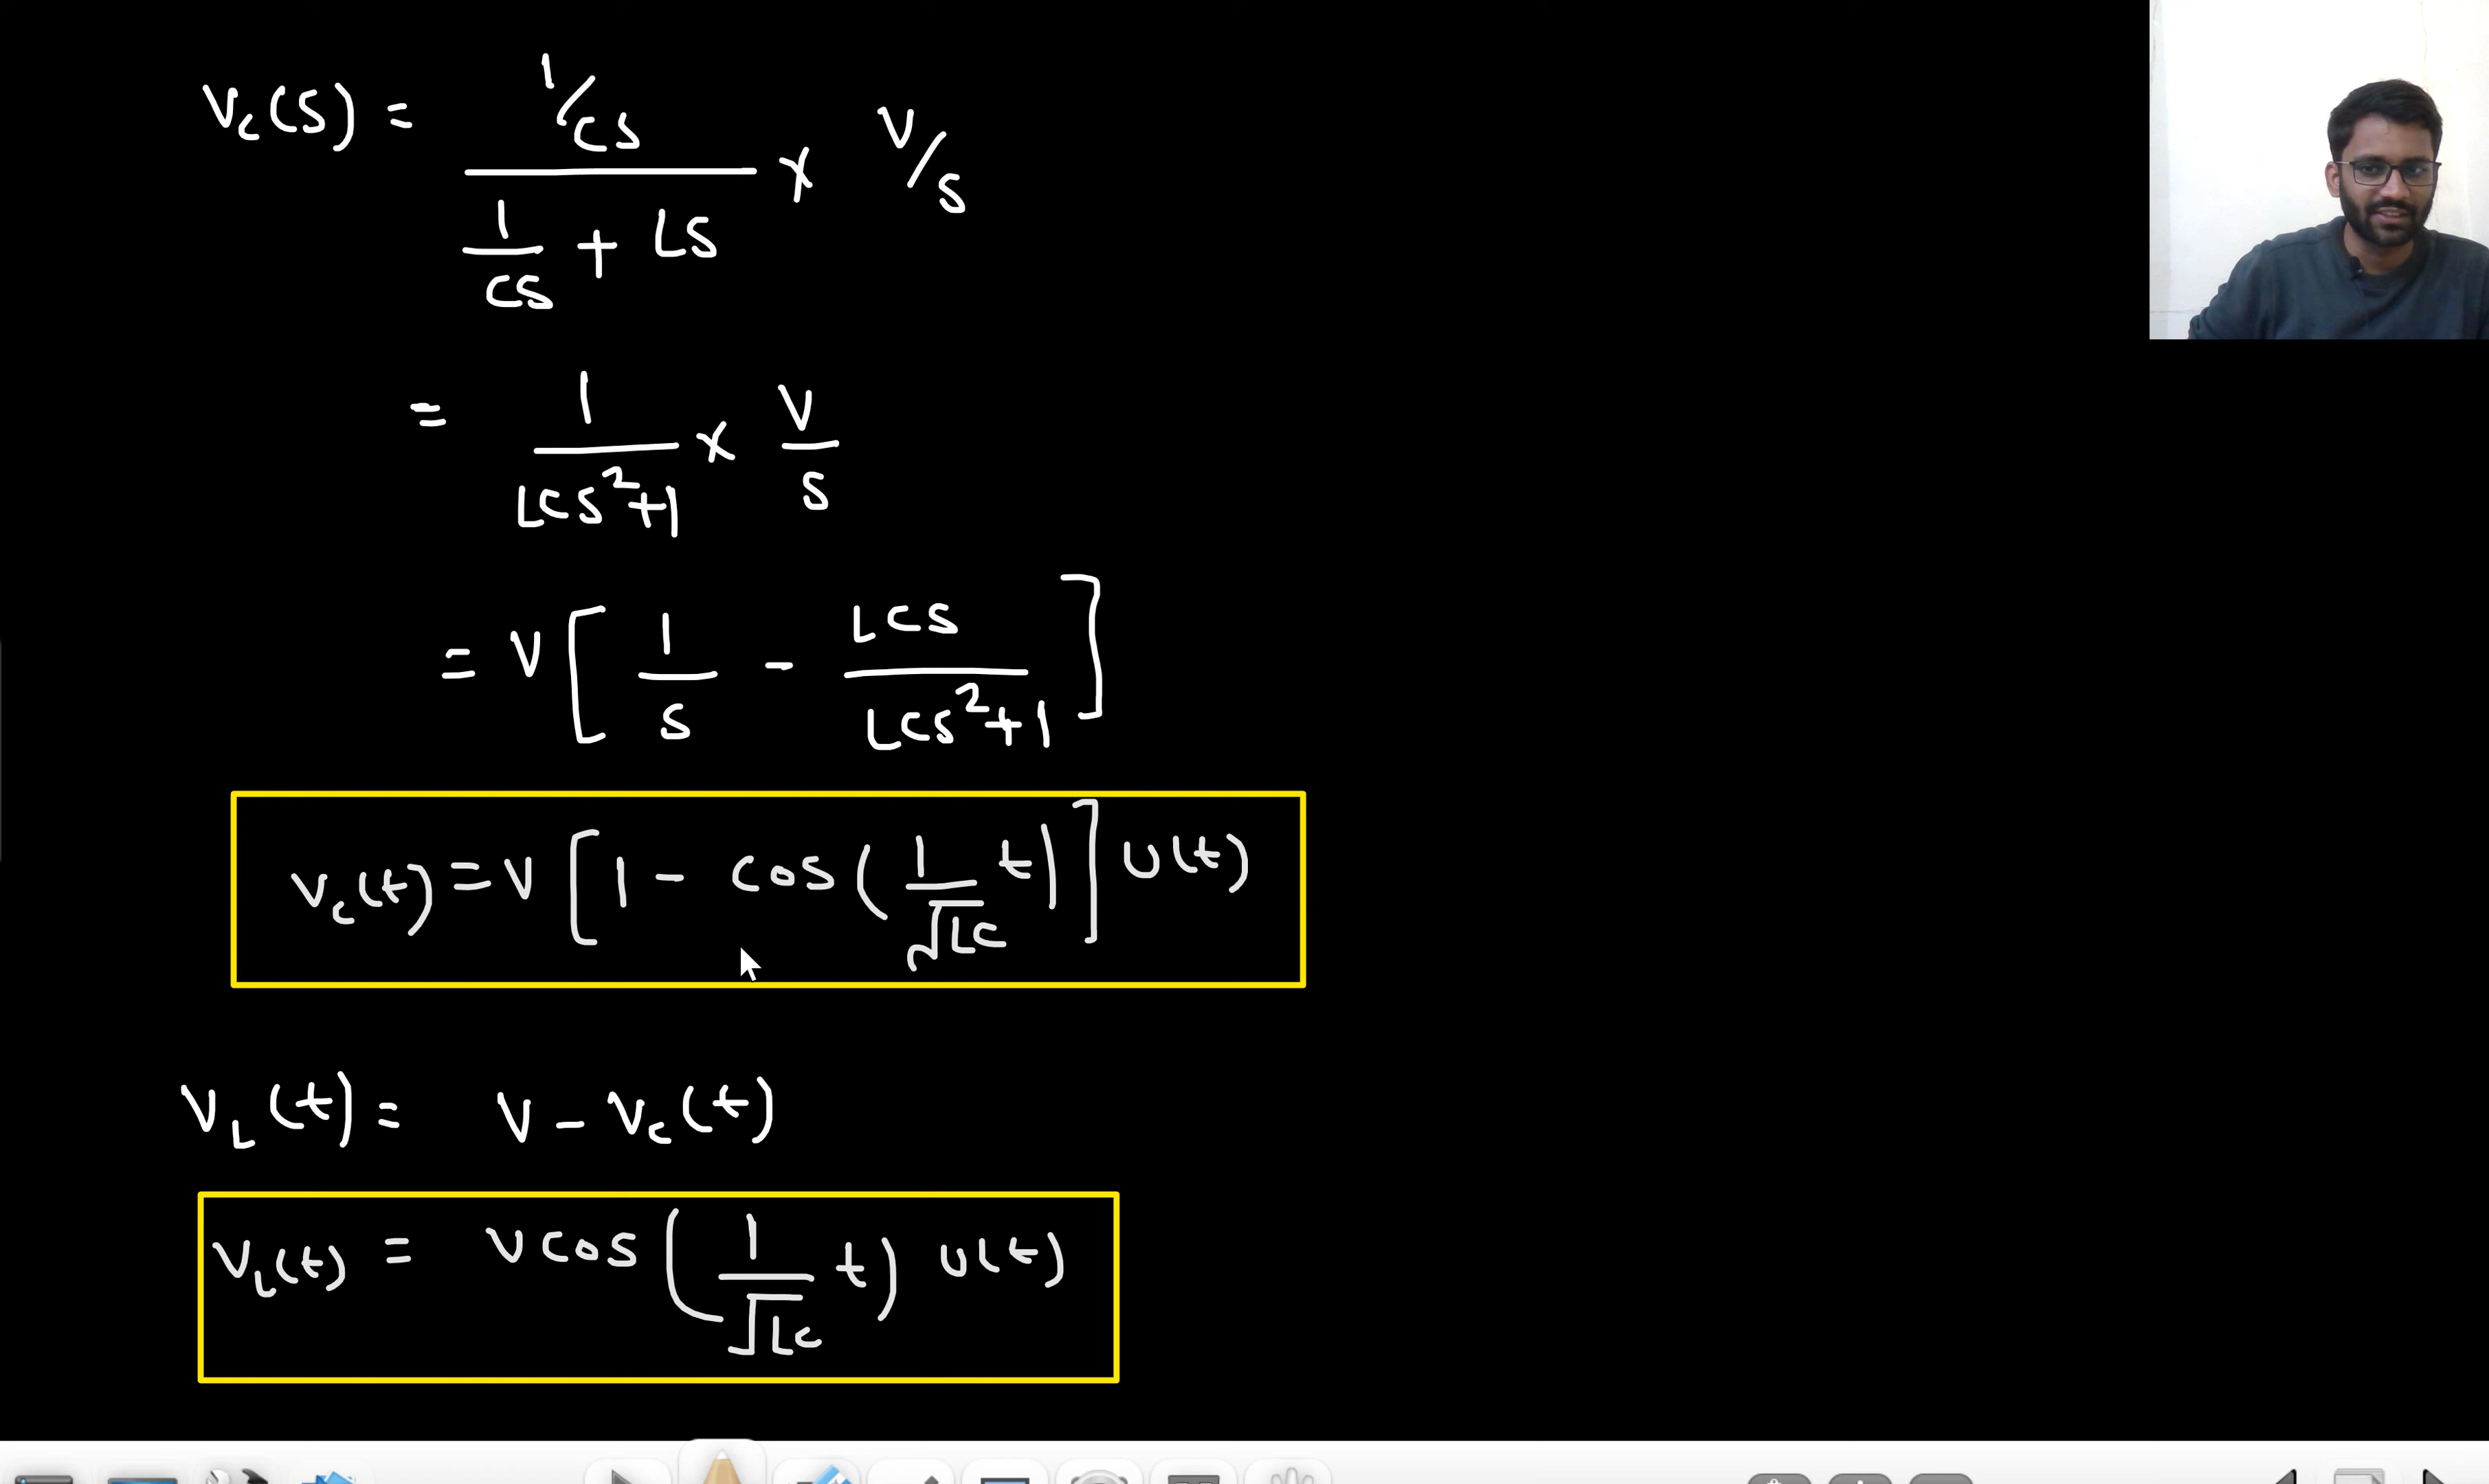 Vc(s) = (1/cs)/(1/cs + Ls) x V/s
= 1/(Lcs²+1) x V/s
= V [ 1/s - Lcs/(Lcs²+1) ]
Vc(t) = V [ 1 - cos (1/√Lc t) ] u(t)
VL(t) = V - Vc(t)
VL(t) = V cos (1/√Lc t) u(t)